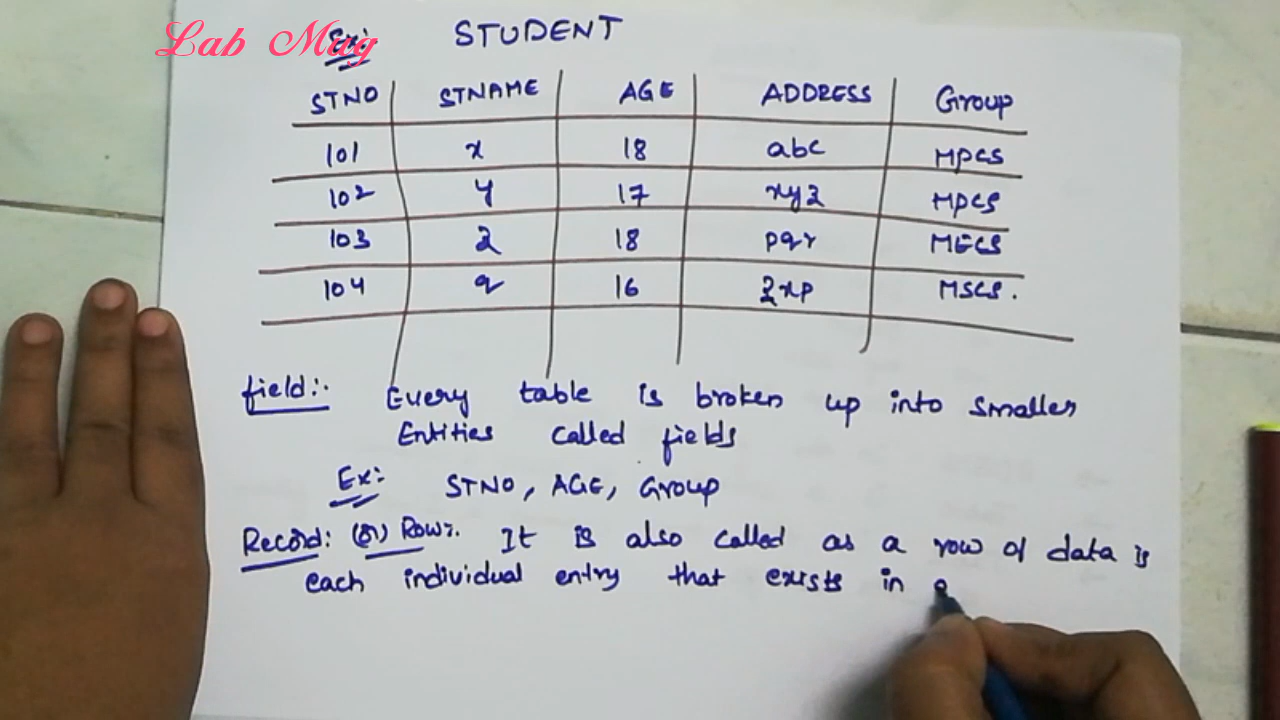 Lab Mug
Ex:
STUDENT
STNO STNAME AGE ADDRESS Group
101 x 18 abc MPCS
102 y 17 xyz MPCS
103 z 18 pqr MECS
104 q 16 zxp MSCS.
field:. Every table is broken up into smaller
Entities called fields
Ex: STNO, AGE, Group
Record: (or) Row:. It is also called as a row of data is
each individual entry that exists in